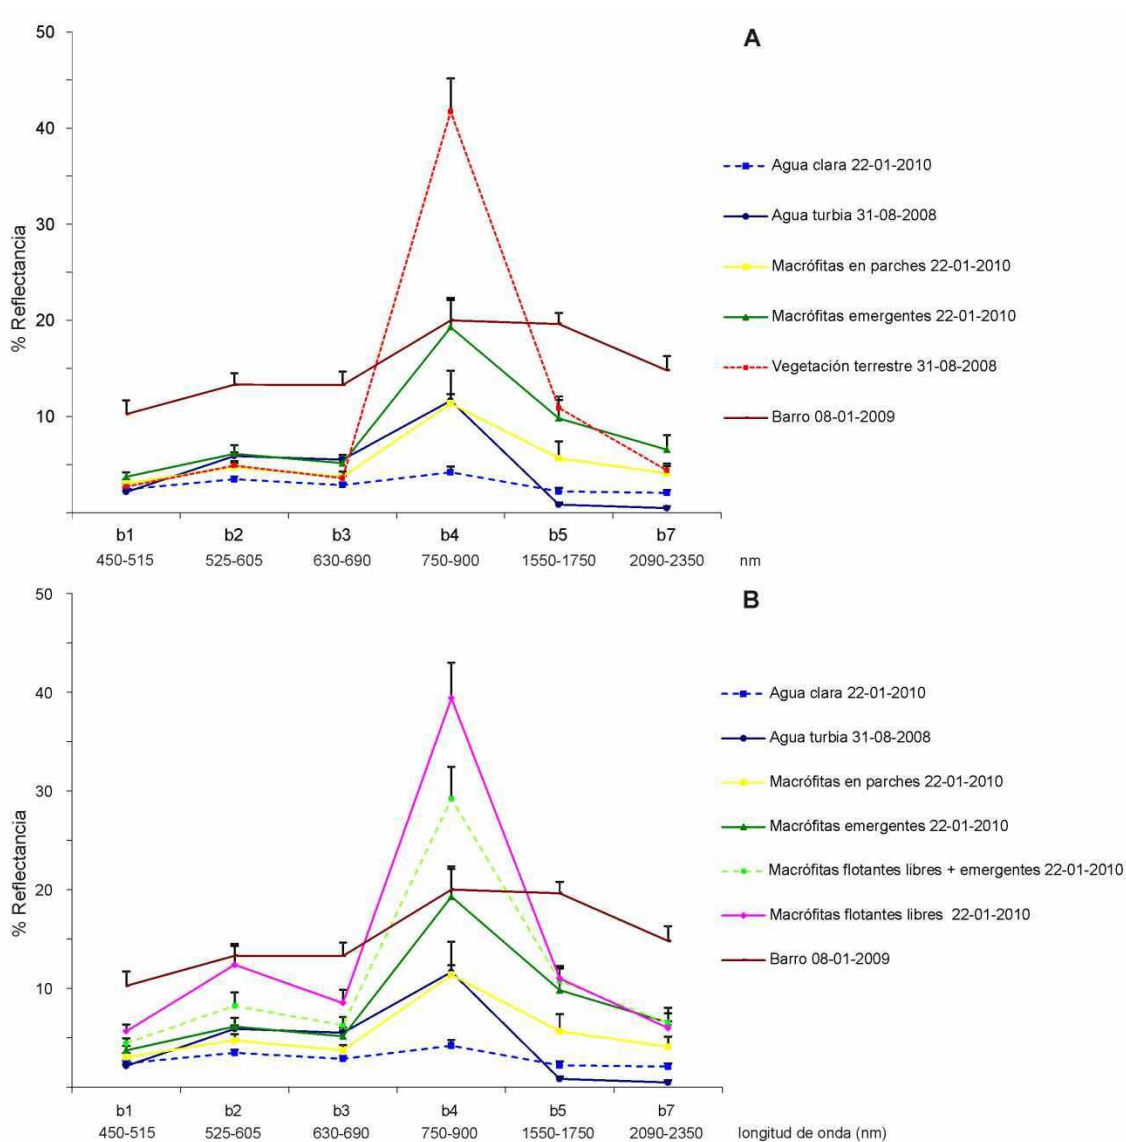 A
% Reflectancia
50
40
30
20
10
Agua clara 22-01-2010
Agua turbia 31-08-2008
Macrófitas en parches 22-01-2010
Macrófitas emergentes 22-01-2010
Vegetación terrestre 31-08-2008
Barro 08-01-2009
b1 b2 b3 b4 b5 b7
450-515 525-605 630-690 750-900 1550-1750 2090-2350 nm
B
% Reflectancia
50
40
30
20
10
Agua clara 22-01-2010
Agua turbia 31-08-2008
Macrófitas en parches 22-01-2010
Macrófitas emergentes 22-01-2010
Macrófitas flotantes libres + emergentes 22-01-2010
Macrófitas flotantes libres 22-01-2010
Barro 08-01-2009
b1 b2 b3 b4 b5 b7
450-515 525-605 630-690 750-900 1550-1750 2090-2350 longitud de onda (nm)